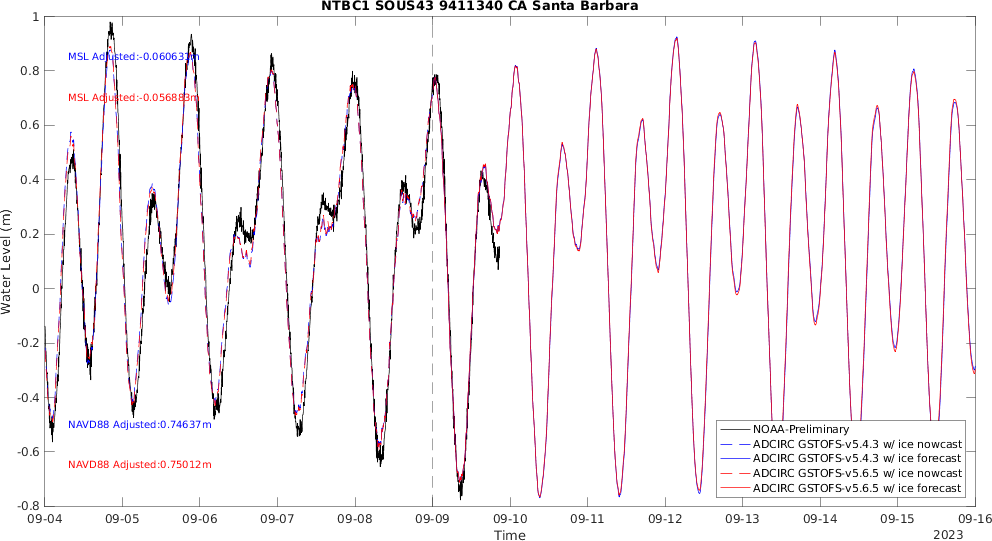 NTBC1 SOUS43 9411340 CA Santa Barbara
1
0.8
0.6
0.4
0.2
0
-0.2
-0.4
-0.6
-0.8
Water Level (m)
MSL Adjusted:-0.060637m
MSL Adjusted:-0.056883m
NAVD88 Adjusted:0.74637m
NAVD88 Adjusted:0.75012m
NOAA-Preliminary
ADCIRC GSTOFS-v5.4.3 w/ ice nowcast
ADCIRC GSTOFS-v5.4.3 w/ ice forecast
ADCIRC GSTOFS-v5.6.5 w/ ice nowcast
ADCIRC GSTOFS-v5.6.5 w/ ice forecast
09-04 09-05 09-06 09-07 09-08 09-09 09-10 09-11 09-12 09-13 09-14 09-15 09-16
Time
2023